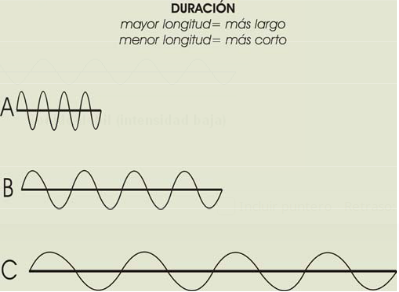 DURACIÓN
mayor longitud= más largo
menor longitud= más corto
A
B
C